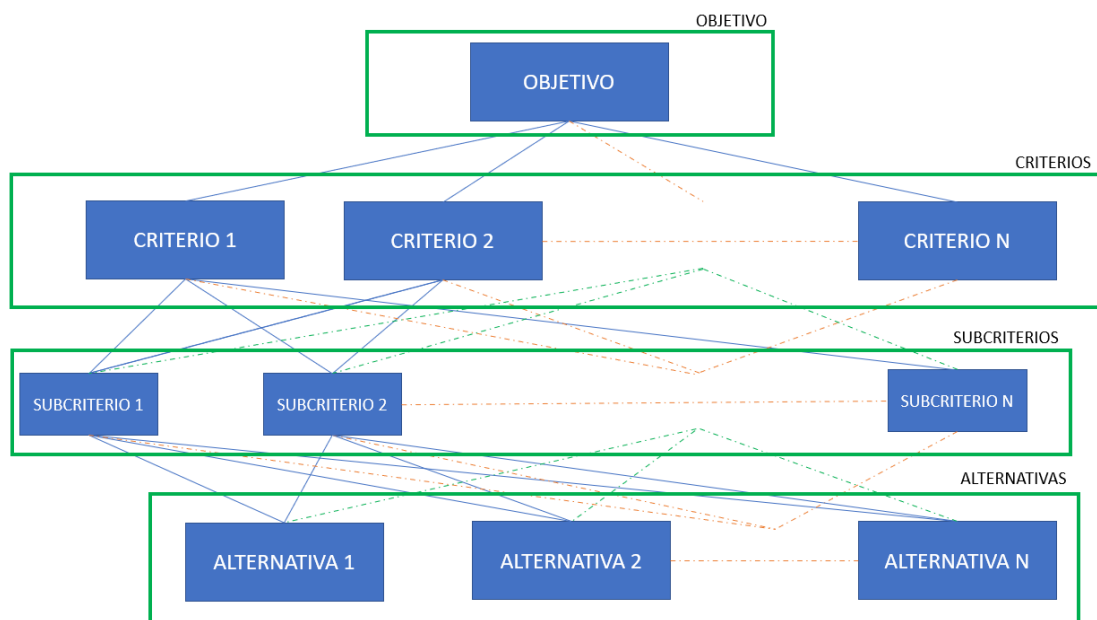 OBJETIVO
OBJETIVO
CRITERIOS
CRITERIO 1
CRITERIO 2
CRITERIO N
SUBCRITERIOS
SUBCRITERIO 1
SUBCRITERIO 2
SUBCRITERIO N
ALTERNATIVAS
ALTERNATIVA 1
ALTERNATIVA 2
ALTERNATIVA N